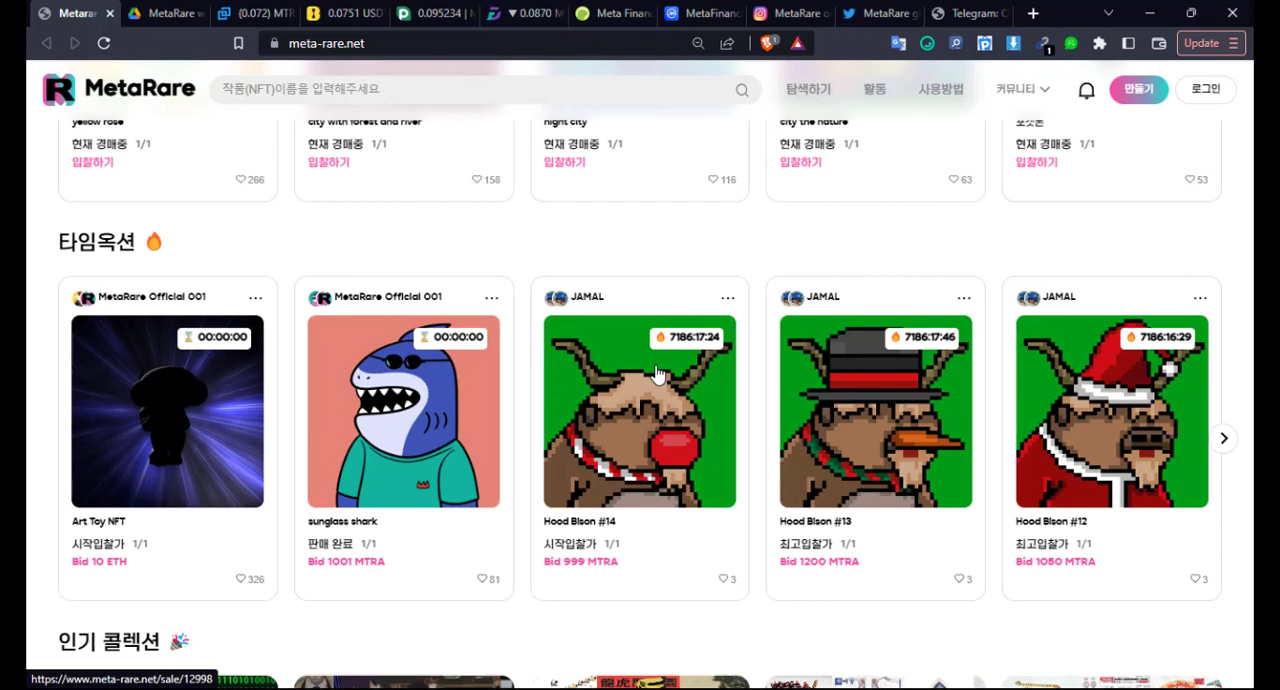 Metarar
MetaRare w
(0.072) MTR
0.0751 USD
0.095234 | M
▼0.0870 M
Meta Financ
MetaFinanc
MetaRare o
MetaRare g
Telegram: C
meta-rare.net
1
1
Update
MetaRare
작품(NFT)이름을 입력해주세요
탐색하기
활동
사용방법
커뮤니티
만들기
로그인
yellow rose
city with forest and river
night city
city the nature
포켓몬
현재 경매중 1/1
현재 경매중 1/1
현재 경매중 1/1
현재 경매중 1/1
현재 경매중 1/1
입찰하기
입찰하기
입찰하기
입찰하기
입찰하기
266
158
116
63
53
타임옥션
MetaRare Official 001
MetaRare Official 001
JAMAL
JAMAL
JAMAL
00:00:00
00:00:00
7186:17:24
7186:17:46
7186:16:29
Art Toy NFT
sunglass shark
Hood Bison #14
Hood Bison #13
Hood Bison #12
시작입찰가 1/1
판매 완료 1/1
시작입찰가 1/1
최고입찰가 1/1
최고입찰가 1/1
Bid 10 ETH
Bid 1001 MTRA
Bid 999 MTRA
Bid 1200 MTRA
Bid 1050 MTRA
326
81
3
3
3
인기 콜렉션
https://www.meta-rare.net/sale/12998